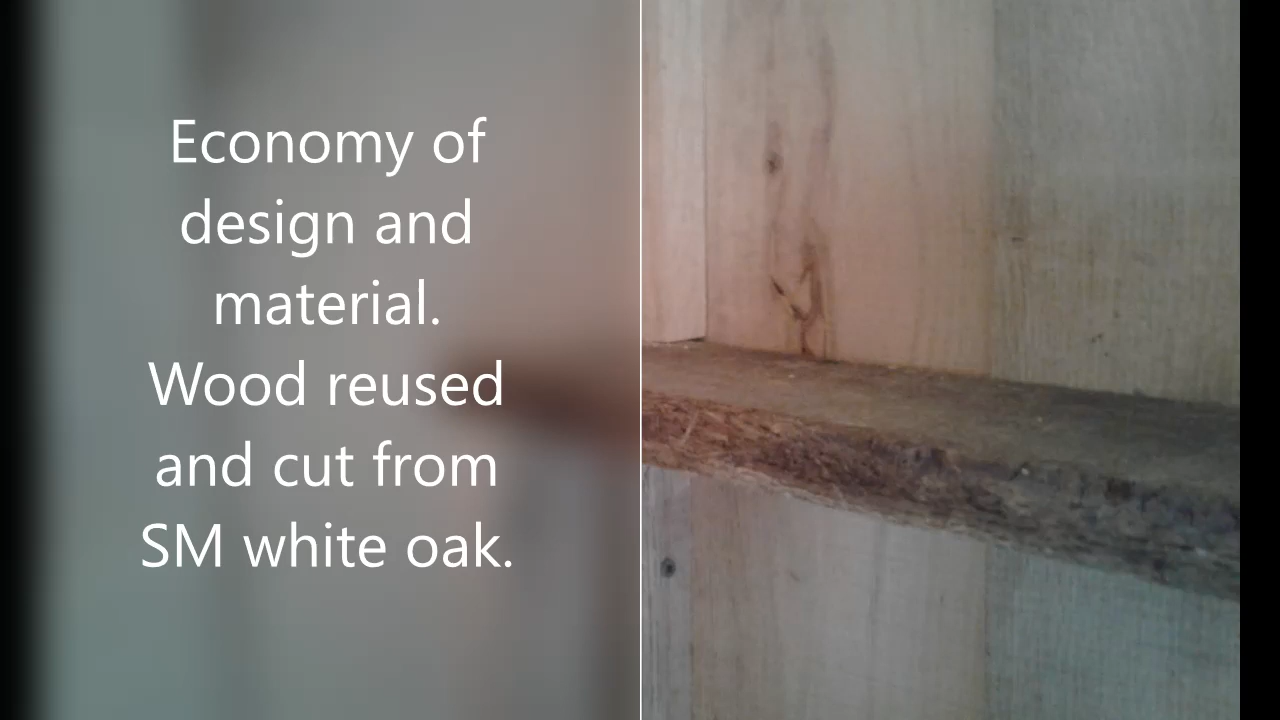 Economy of
design and
material.
Wood reused
and cut from
SM white oak.